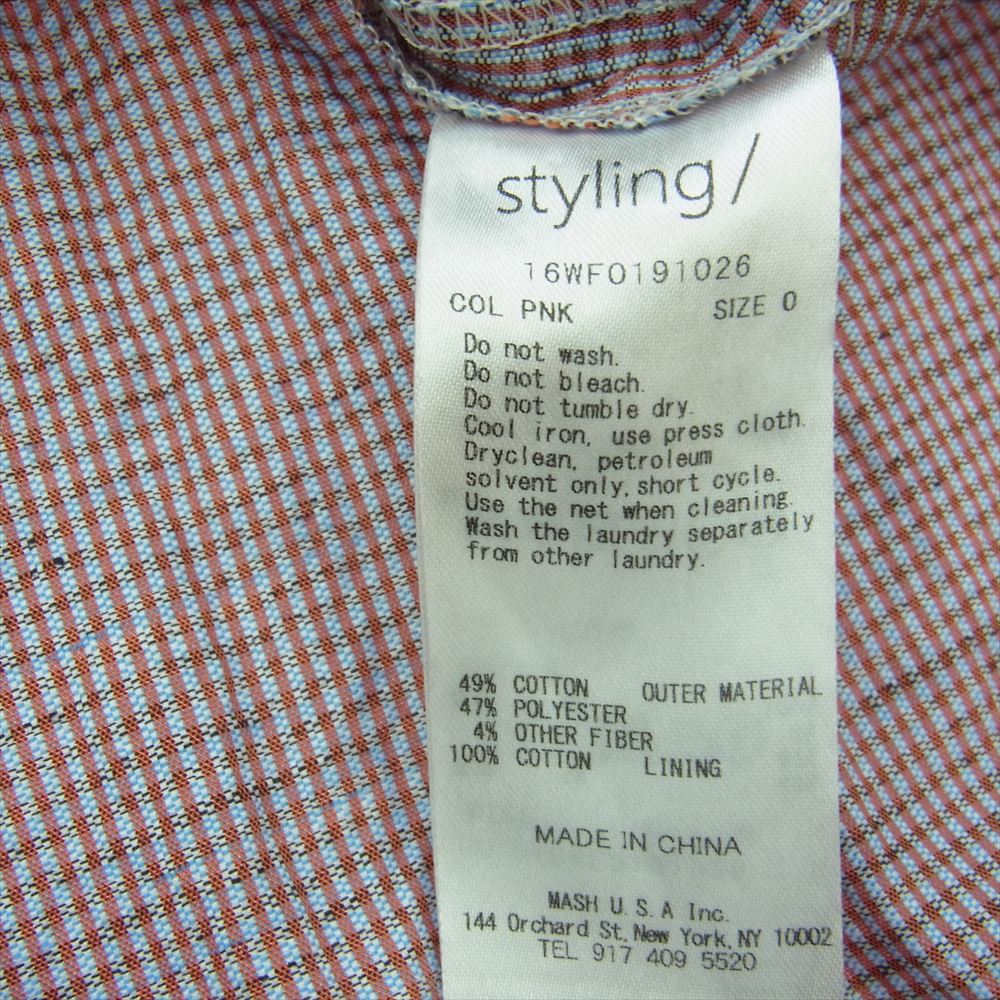 styling/
16WFO191026
COL PNK SIZE 0
Do not wash.
Do not bleach.
Do not tumble dry.
Cool iron, use press cloth.
Dryclean, petroleum
solvent only, short cycle.
Use the net when cleaning.
Wash the laundry separately
from other laundry.
49% COTTON OUTER MATERIAL
47% POLYESTER
4% OTHER FIBER
100% COTTON LINING
MADE IN CHINA
MASH U.S.A Inc.
144 Orchard St, New York, NY 10002
TEL 917 409 5520